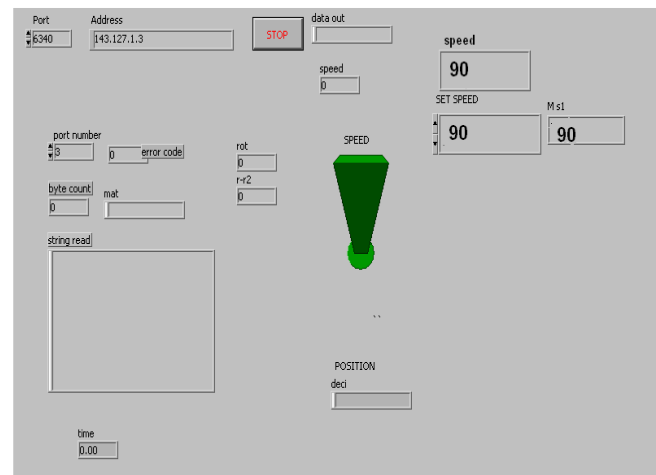 Port
Address
data out
6340
143.127.1.3
STOP
speed
90
speed
0
SET SPEED
90
M s1
90
port number
3
0
error code
rot
0
SPEED
r-r2
0
byte count
0
mat
string read
POSITION
deci
time
0.00